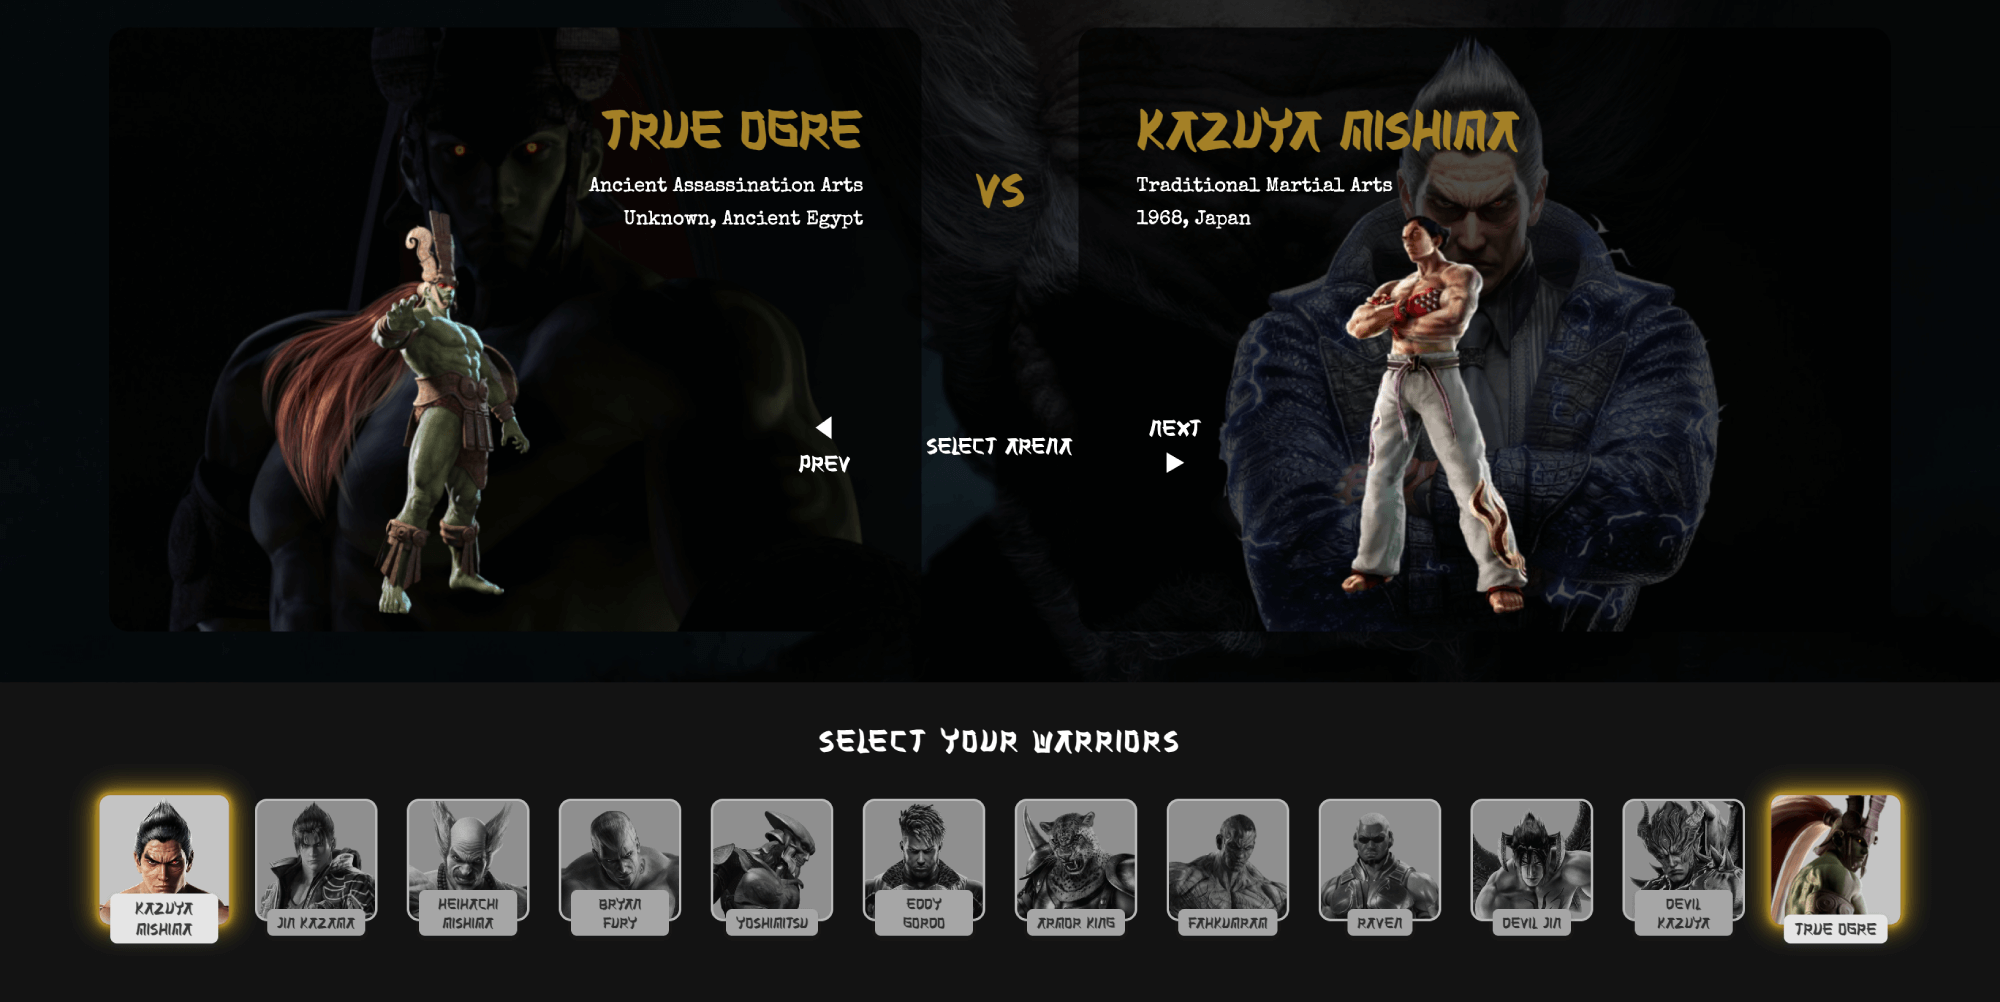 TRUE OGRE
Ancient Assassination Arts
Unknown, Ancient Egypt
VS
KAZUYA MISHIMA
Traditional Martial Arts
1968, Japan
PREV
SELECT ARENA
NEXT
SELECT YOUR WARRIORS
KAZUYA
MISHIMA
JIN KAZAMA
HEIHACHI
MISHIMA
BRYAN
FURY
YOSHIMITSU
EDDY
GORDO
ARMOR KING
FAHKUMRAM
RAVEN
DEVIL JIN
DEVIL
KAZUYA
TRUE OGRE